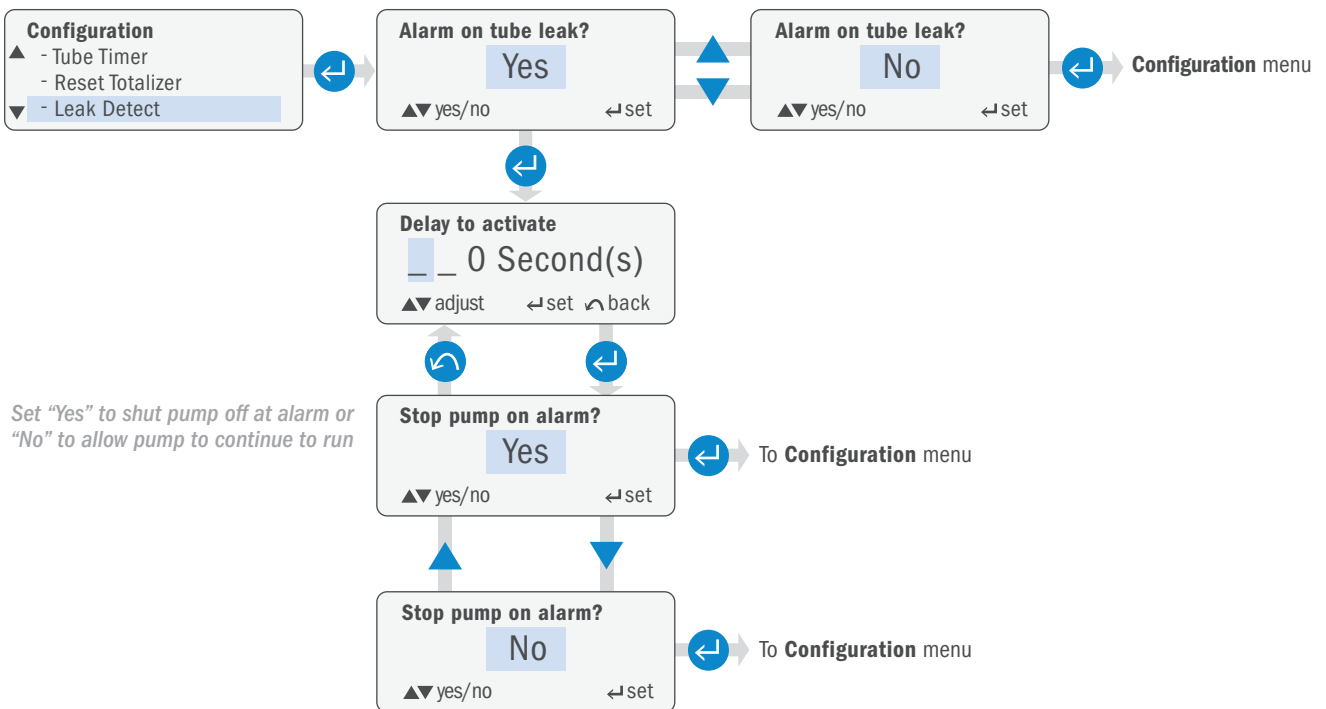 Configuration
- Tube Timer
- Reset Totalizer
- Leak Detect
Alarm on tube leak?
Yes
▲▼ yes/no ↵ set
Alarm on tube leak?
No
▲▼ yes/no ↵ set
Configuration menu
Delay to activate
_ _ 0 Second(s)
▲▼ adjust ↵ set ↶ back
Set “Yes” to shut pump off at alarm or
“No” to allow pump to continue to run
Stop pump on alarm?
Yes
▲▼ yes/no ↵ set
To Configuration menu
Stop pump on alarm?
No
▲▼ yes/no ↵ set
To Configuration menu